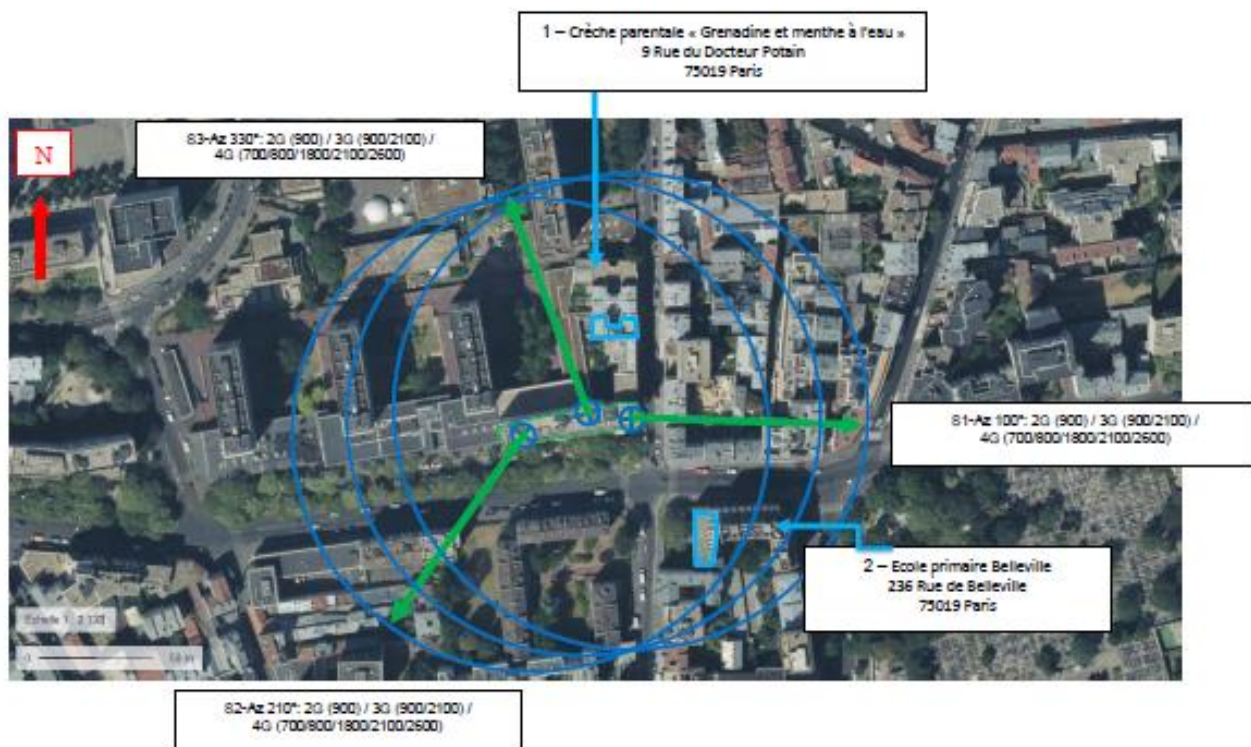 1 – Crèche parentale « Grenadine et menthe à l'eau »
9 Rue du Docteur Potain
75019 Paris
N
S3-Az 330°: 2G (900) / 3G (900/2100) /
4G (700/800/1800/2100/2600)
S1-Az 100°: 2G (900) / 3G (900/2100) /
4G (700/800/1800/2100/2600)
2 – Ecole primaire Belleville
236 Rue de Belleville
75019 Paris
Echelle 1 :
0
S2-Az 210°: 2G (900) / 3G (900/2100) /
4G (700/800/1800/2100/2600)